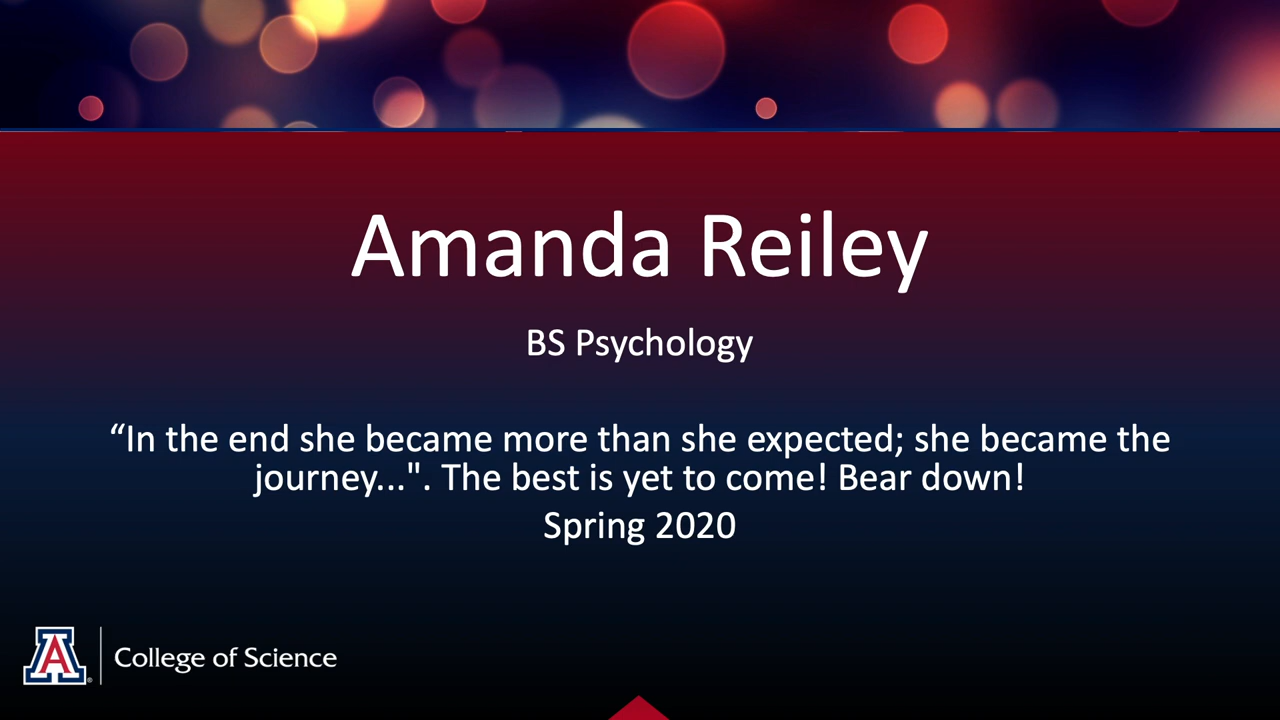 Amanda Reiley
BS Psychology
“In the end she became more than she expected; she became the
journey...". The best is yet to come! Bear down!
Spring 2020
A
College of Science